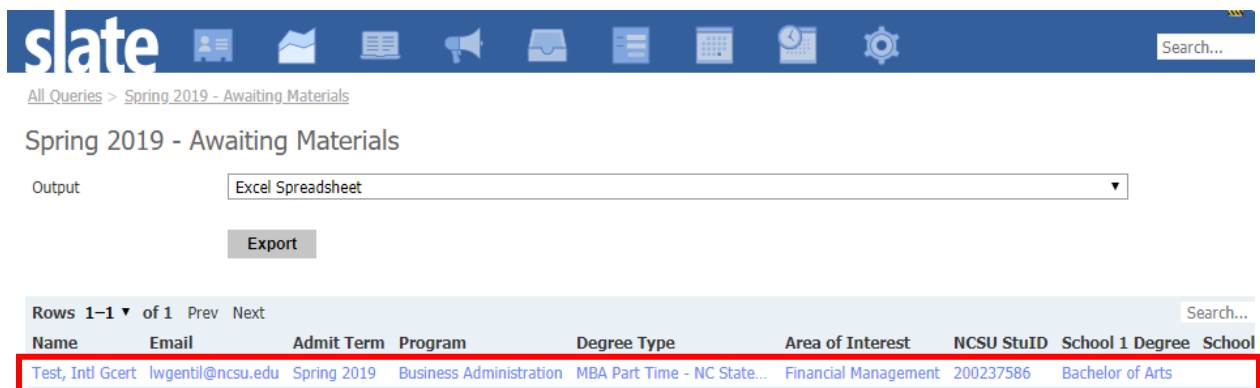 slate
Search...
All Queries > Spring 2019 - Awaiting Materials
Spring 2019 - Awaiting Materials
Output Excel Spreadsheet
Export
Rows 1–1 of 1 Prev Next Search...
Name Email Admit Term Program Degree Type Area of Interest NCSU StuID School 1 Degree School
Test, Intl Gcert lwgentil@ncsu.edu Spring 2019 Business Administration MBA Part Time - NC State... Financial Management 200237586 Bachelor of Arts